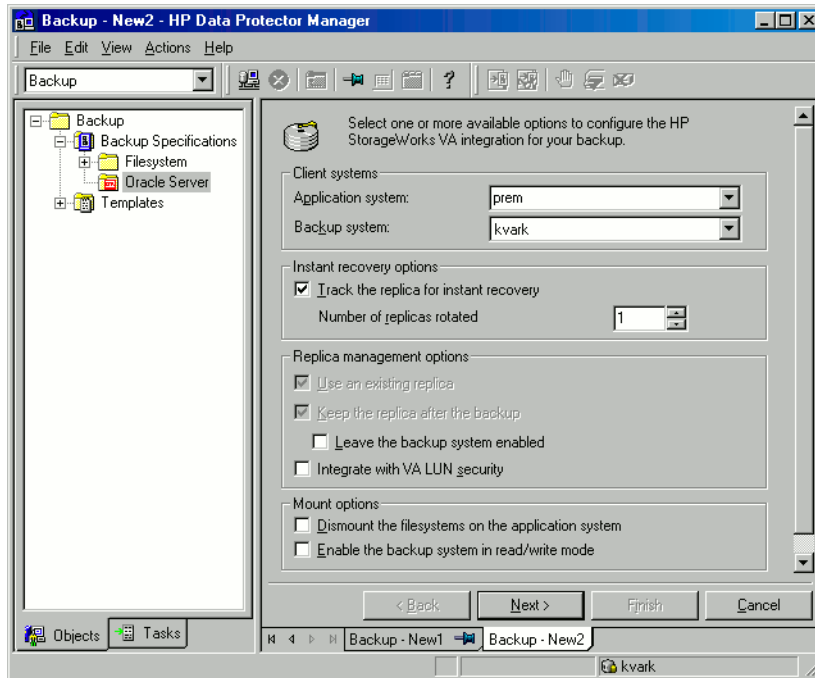 Backup - New2 - HP Data Protector Manager
File Edit View Actions Help
Backup
Backup
Backup Specifications
Filesystem
Oracle Server
Templates
Objects
Tasks
Select one or more available options to configure the HP
StorageWorks VA integration for your backup.
Client systems
Application system: prem
Backup system: kvark
Instant recovery options
Track the replica for instant recovery
Number of replicas rotated 1
Replica management options
Use an existing replica
Keep the replica after the backup
Leave the backup system enabled
Integrate with VA LUN security
Mount options
Dismount the filesystems on the application system
Enable the backup system in read/write mode
< Back Next > Finish Cancel
Backup - New1 Backup - New2
kvark